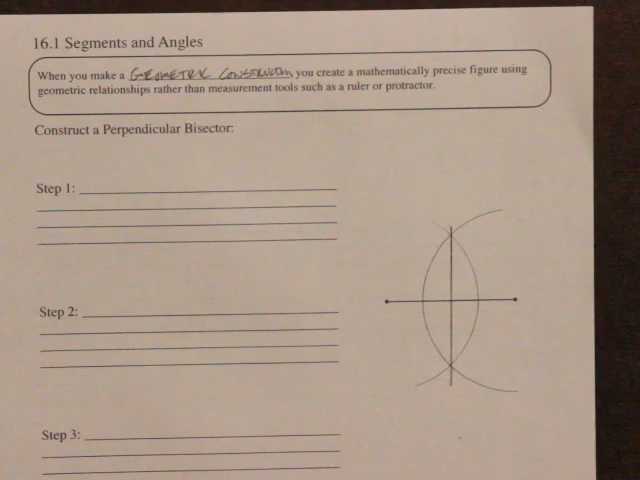 16.1 Segments and Angles
When you make a GEOMETRIC CONSTRUCTION you create a mathematically precise figure using
geometric relationships rather than measurement tools such as a ruler or protractor.
Construct a Perpendicular Bisector:
Step 1:
Step 2:
Step 3: